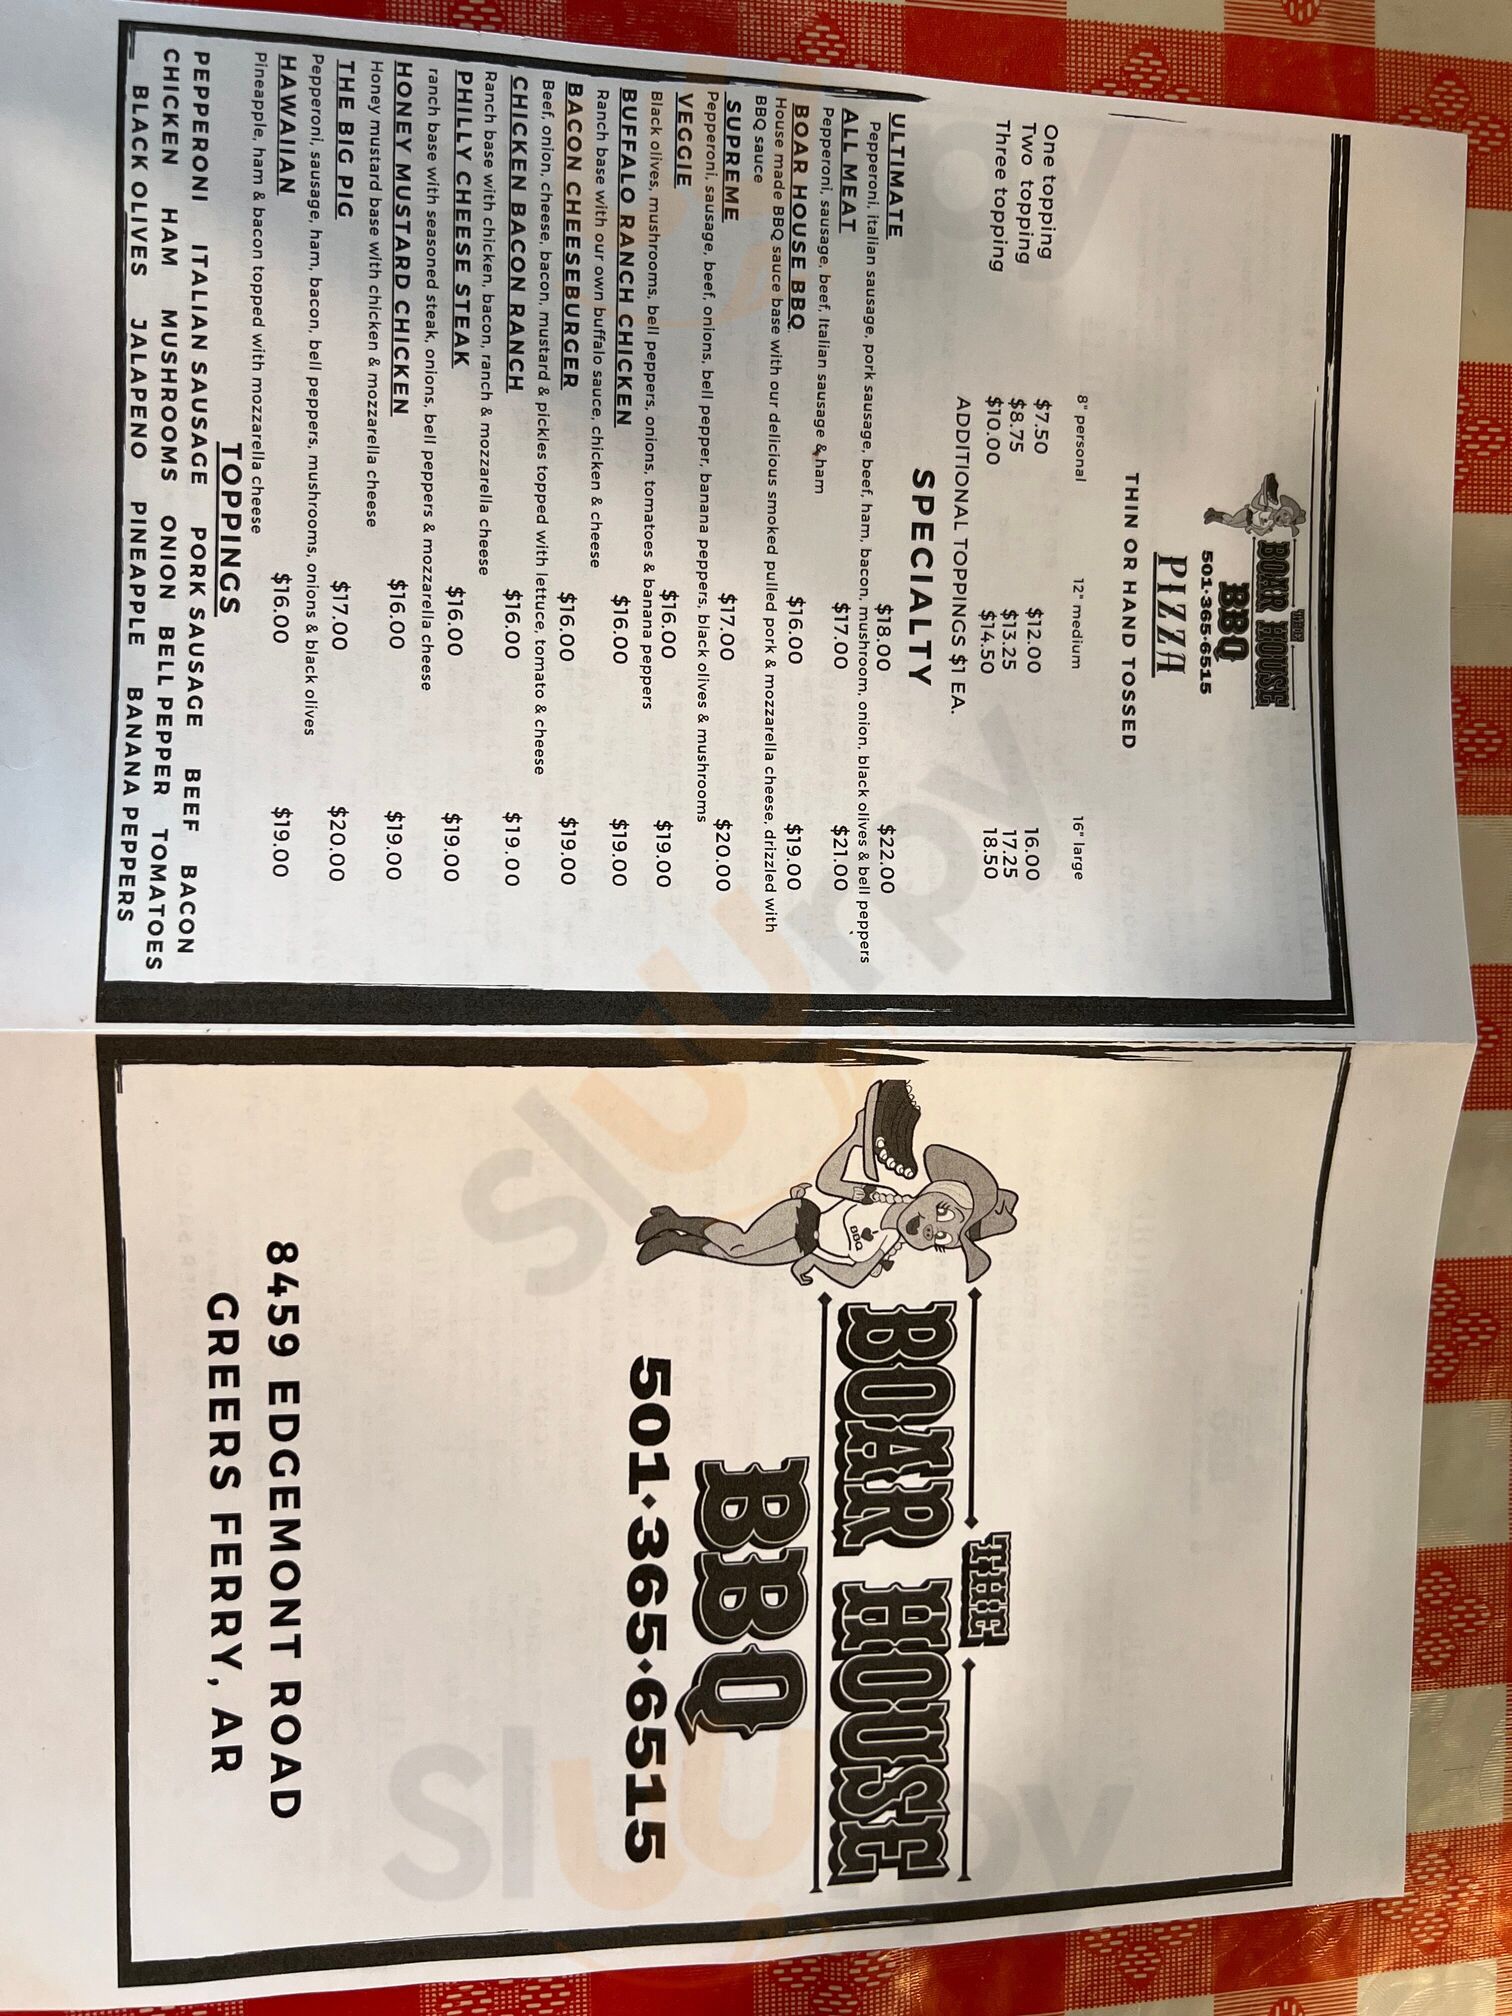 THE
BOAR HOUSE
BBQ
501·365·6515
PIZZA
THIN OR HAND TOSSED
8" personal 12" medium 16" large
One topping $7.50 $12.00 16.00
Two topping $8.75 $13.25 17.25
Three topping $10.00 $14.50 18.50
ADDITIONAL TOPPINGS $1 EA.
SPECIALTY
ULTIMATE $18.00 $22.00
Pepperoni, italian sausage, pork sausage, beef, ham, bacon, mushroom, onion, black olives & bell peppers
ALL MEAT $17.00 $21.00
Pepperoni, sausage, beef, Italian sausage & ham
BOAR HOUSE BBQ $16.00 $19.00
House made BBQ sauce base with our delicious smoked pulled pork & mozzarella cheese, drizzled with
BBQ sauce
SUPREME $17.00 $20.00
Pepperoni, sausage, beef, onions, bell pepper, banana peppers, black olives & mushrooms
VEGGIE $16.00 $19.00
Black olives, mushrooms, bell peppers, onions, tomatoes & banana peppers
BUFFALO RANCH CHICKEN $16.00 $19.00
Ranch base with our own buffalo sauce, chicken & cheese
BACON CHEESEBURGER $16.00 $19.00
Beef, onion, cheese, bacon, mustard & pickles topped with lettuce, tomato & cheese
CHICKEN BACON RANCH $16.00 $19.00
Ranch base with chicken, bacon, ranch & mozzarella cheese
PHILLY CHEESE STEAK $16.00 $19.00
ranch base with seasoned steak, onions, bell peppers & mozzarella cheese
HONEY MUSTARD CHICKEN $16.00 $19.00
Honey mustard base with chicken & mozzarella cheese
THE BIG PIG $17.00 $20.00
Pepperoni, sausage, ham, bacon, bell peppers, mushrooms, onions & black olives
HAWAIIAN $16.00 $19.00
Pineapple, ham & bacon topped with mozzarella cheese
TOPPINGS
PEPPERONI ITALIAN SAUSAGE PORK SAUSAGE BEEF BACON
CHICKEN HAM MUSHROOMS ONION BELL PEPPER TOMATOES
BLACK OLIVES JALAPENO PINEAPPLE BANANA PEPPERS
BBQ
THE
BOAR HOUSE
BBQ
501·365·6515
8459 EDGEMONT ROAD
GREERS FERRY, AR
sluurpy
sluurpy